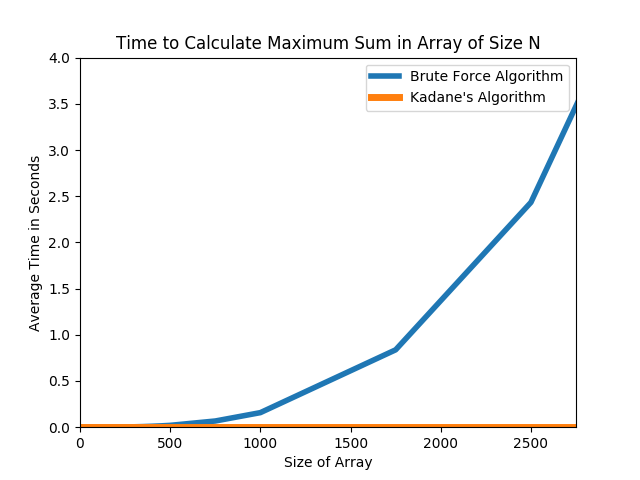 Time to Calculate Maximum Sum in Array of Size N
Brute Force Algorithm
Kadane's Algorithm
Average Time in Seconds
4.0
3.5
3.0
2.5
2.0
1.5
1.0
0.5
0.0
0 500 1000 1500 2000 2500
Size of Array